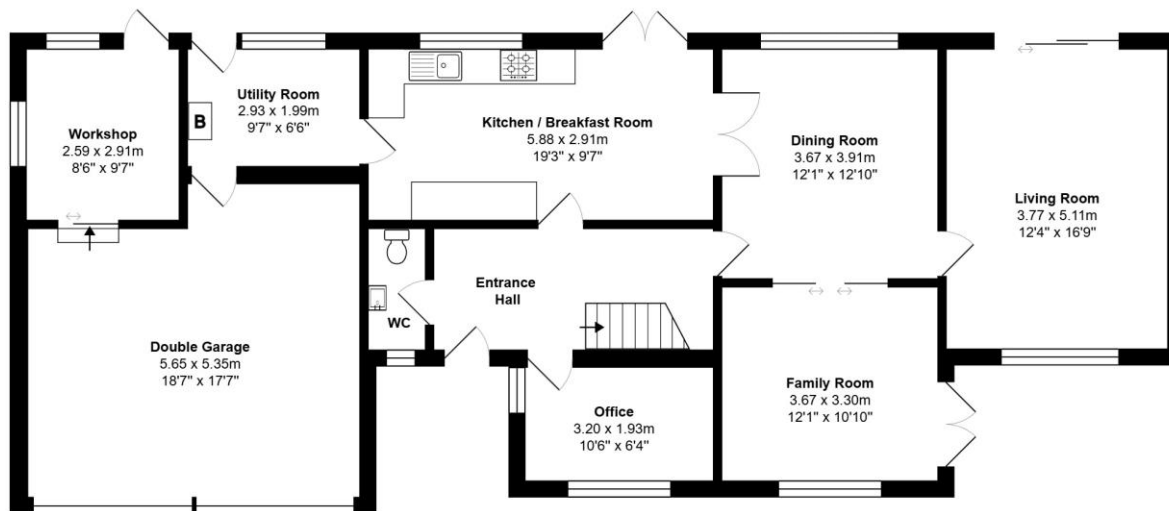 Workshop
2.59 x 2.91m
8'6" x 9'7"
B
Utility Room
2.93 x 1.99m
9'7" x 6'6"
Kitchen / Breakfast Room
5.88 x 2.91m
19'3" x 9'7"
Dining Room
3.67 x 3.91m
12'1" x 12'10"
Living Room
3.77 x 5.11m
12'4" x 16'9"
Entrance
Hall
WC
Double Garage
5.65 x 5.35m
18'7" x 17'7"
Office
3.20 x 1.93m
10'6" x 6'4"
Family Room
3.67 x 3.30m
12'1" x 10'10"